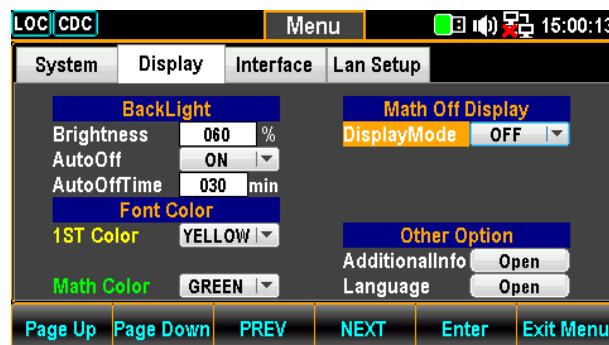 LOC CDC Menu 15:00:13
System Display Interface Lan Setup
BackLight
Brightness 060 %
AutoOff ON
AutoOffTime 030 min
Font Color
1ST Color YELLOW
Math Color GREEN
Math Off Display
DisplayMode OFF
Other Option
AdditionalInfo Open
Language Open
Page Up Page Down PREV NEXT Enter Exit Menu